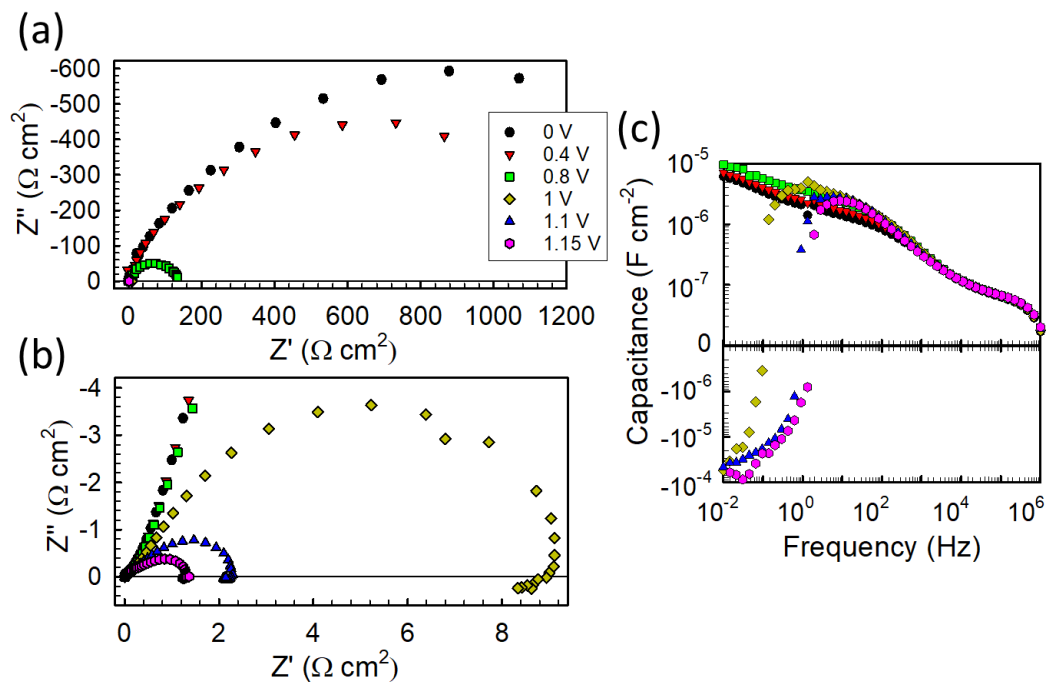 (a)
-600
-500
-400
-300
-200
-100
0
Z'' (Ω cm²)
0 200 400 600 800 1000 1200
Z' (Ω cm²)
0 V
0.4 V
0.8 V
1 V
1.1 V
1.15 V
(b)
-4
-3
-2
-1
0
Z'' (Ω cm²)
0 2 4 6 8
Z' (Ω cm²)
(c)
10⁻⁵
10⁻⁶
10⁻⁷
0
-10⁻⁶
-10⁻⁵
-10⁻⁴
Capacitance (F cm⁻²)
10⁻² 10⁰ 10² 10⁴ 10⁶
Frequency (Hz)